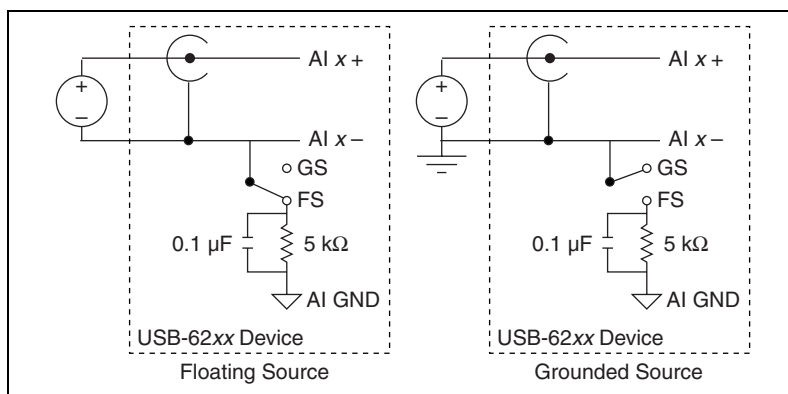 AI x+
+
−
AI x−
GS
FS
0.1 µF
5 kΩ
AI GND
USB-62xx Device
Floating Source
AI x+
+
−
AI x−
GS
FS
0.1 µF
5 kΩ
AI GND
USB-62xx Device
Grounded Source